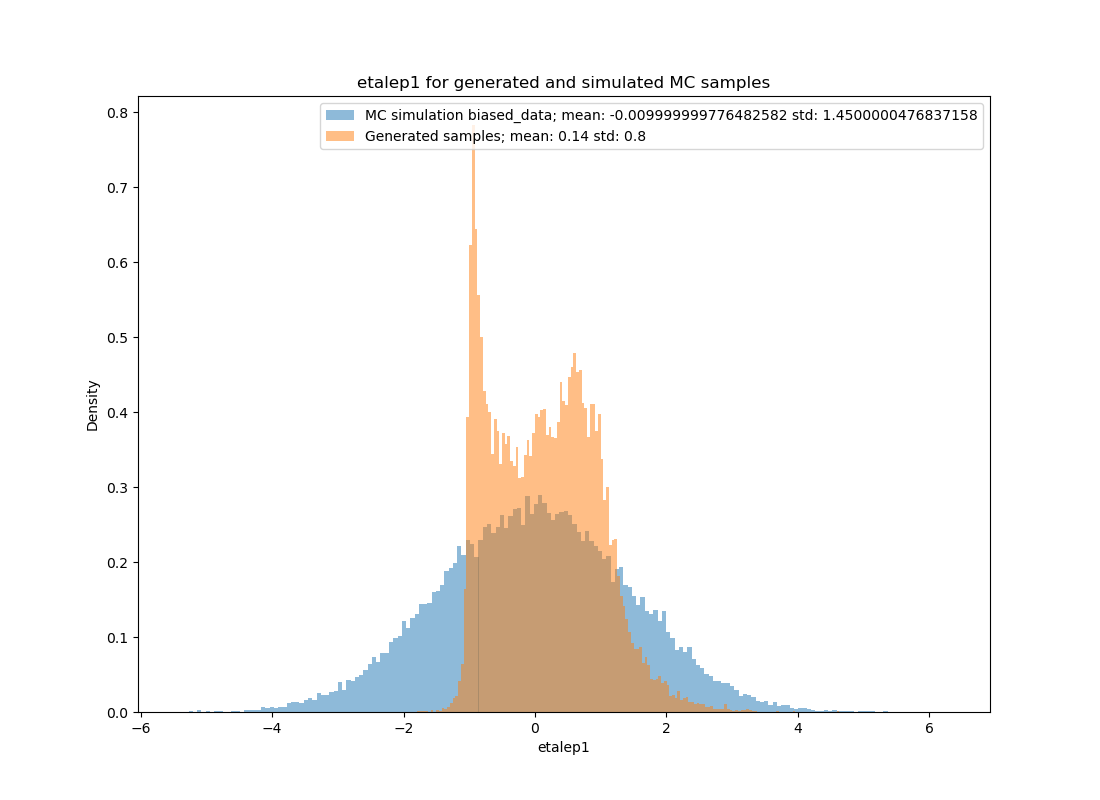 etalep1 for generated and simulated MC samples
MC simulation biased_data; mean: -0.009999999776482582 std: 1.4500000476837158
Generated samples; mean: 0.14 std: 0.8
0.8
0.7
0.6
0.5
0.4
0.3
0.2
0.1
0.0
Density
−6 −4 −2 0 2 4 6
etalep1